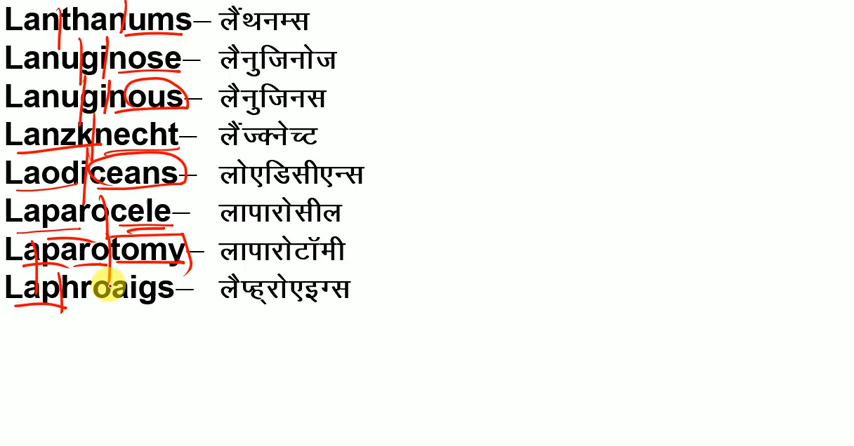 Lanthanums– लैंथनम्स
Lanuginose– लैनुजिनोज
Lanuginous– लैनुजिनस
Lanzknecht– लैंज्क्नेच्ट
Laodiceans– लोएडिसीएन्स
Laparocele– लापारोसील
Laparotomy– लापारोटॉमी
Laphroaigs– लैप्ह्रोएइग्स